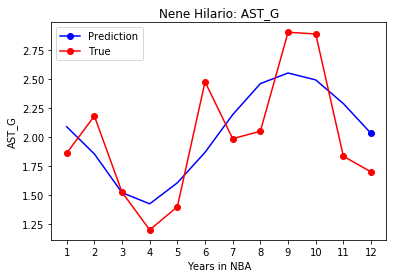 Nene Hilario: AST_G
Prediction
True
AST_G
2.75
2.50
2.25
2.00
1.75
1.50
1.25
1 2 3 4 5 6 7 8 9 10 11 12
Years in NBA